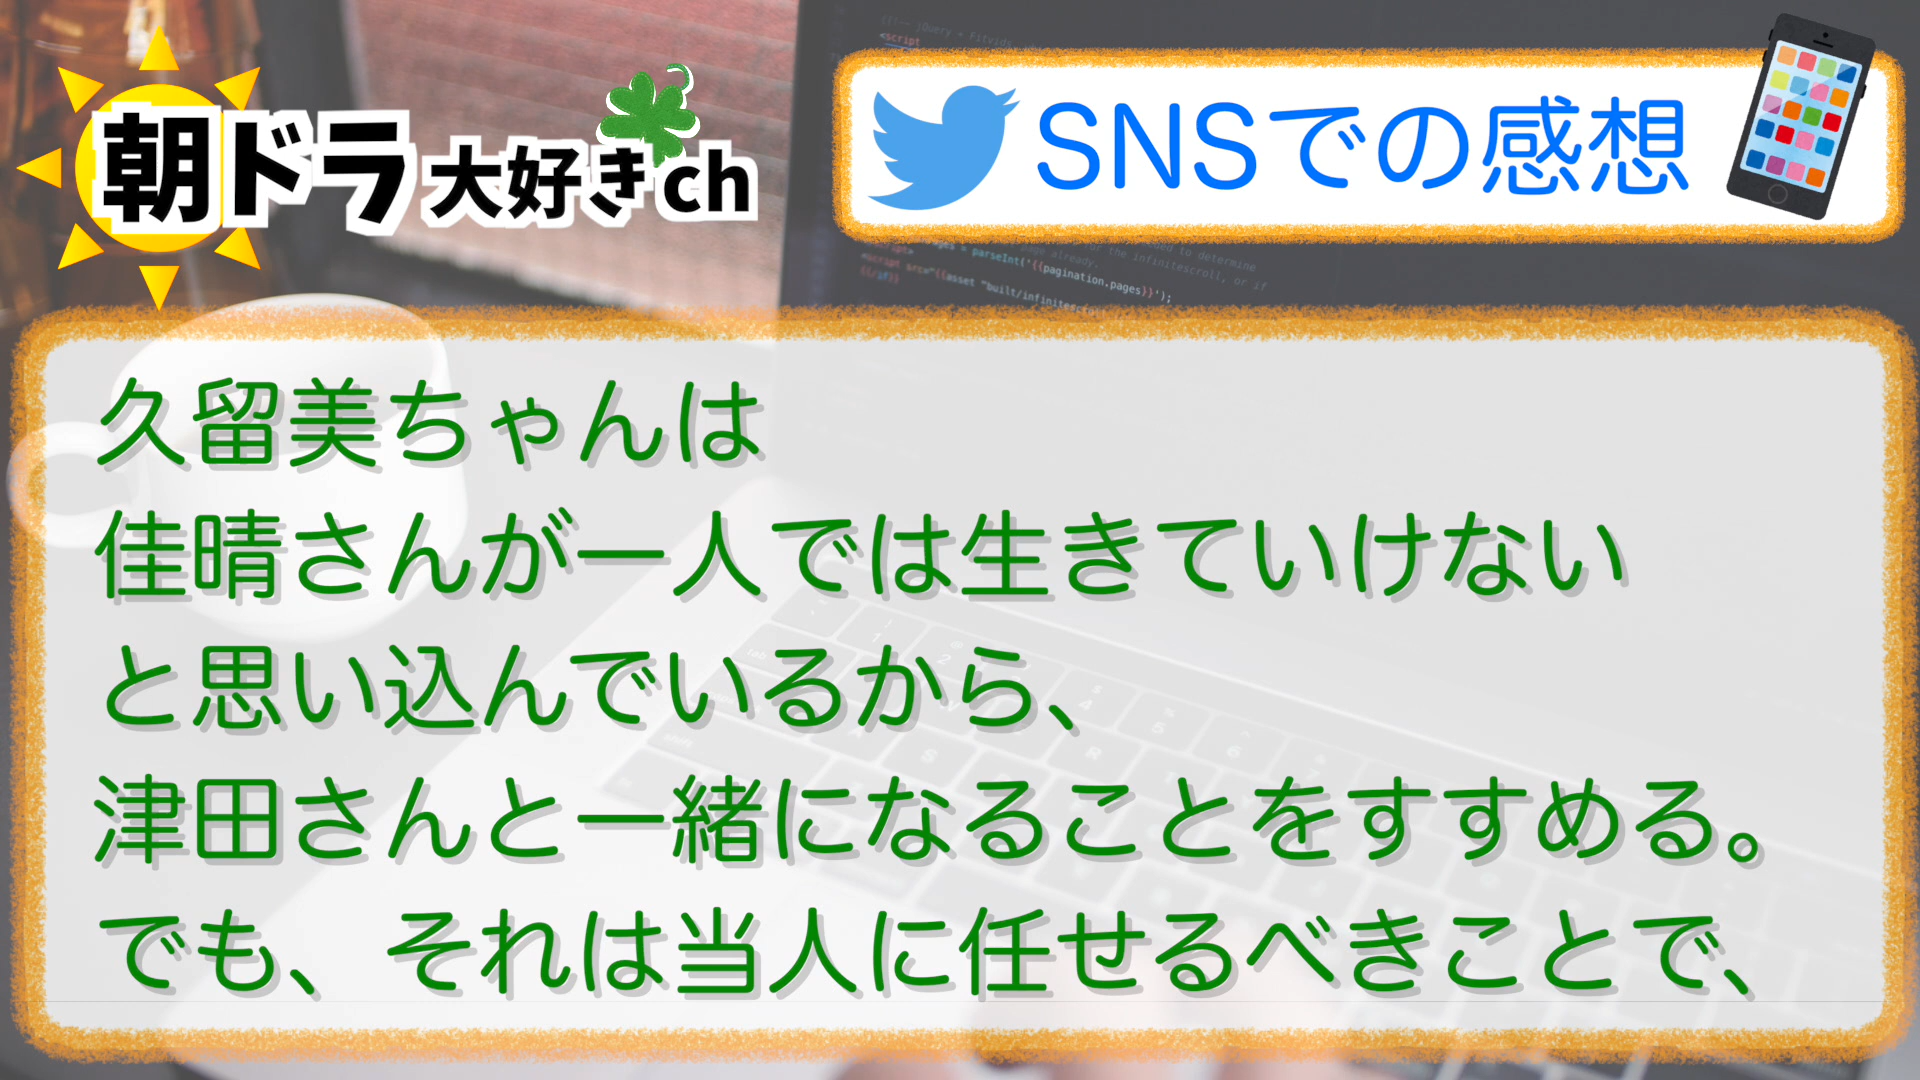 朝ドラ大好きch
SNSでの感想
久留美ちゃんは
佳晴さんが一人では生きていけない
と思い込んでいるから、
津田さんと一緒になることをすすめる。
でも、それは当人に任せるべきことで、
<script
parseInt('{{pagination.pages}}');